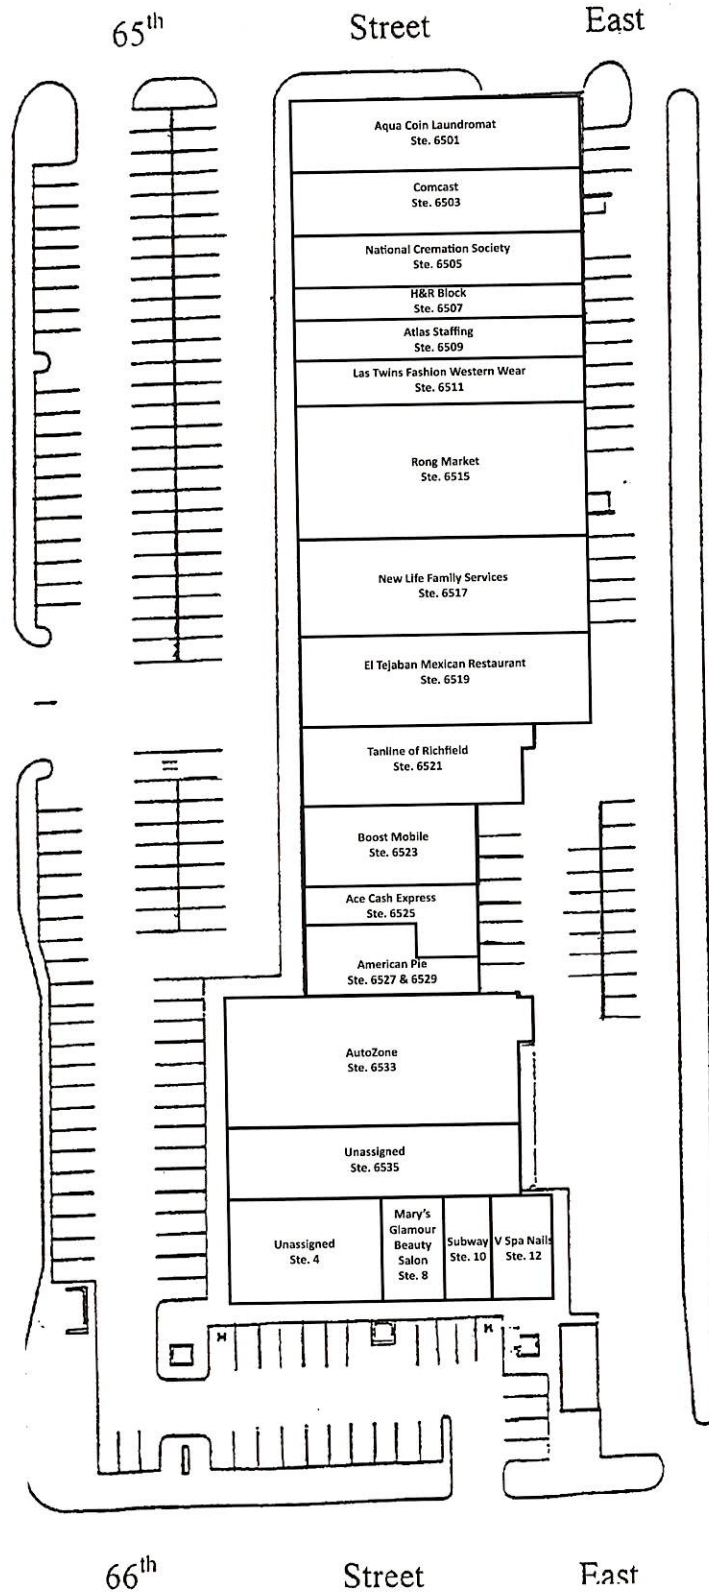 65th Street East
Aqua Coin Laundromat
Ste. 6501
Comcast
Ste. 6503
National Cremation Society
Ste. 6505
H&R Block
Ste. 6507
Atlas Staffing
Ste. 6509
Las Twins Fashion Western Wear
Ste. 6511
Rong Market
Ste. 6515
New Life Family Services
Ste. 6517
El Tejaban Mexican Restaurant
Ste. 6519
Tanline of Richfield
Ste. 6521
Boost Mobile
Ste. 6523
Ace Cash Express
Ste. 6525
American Pie
Ste. 6527 & 6529
AutoZone
Ste. 6533
Unassigned
Ste. 6535
Unassigned
Ste. 4
Mary's
Glamour
Beauty
Salon
Ste. 8
Subway
Ste. 10
V Spa Nails
Ste. 12
66th Street East